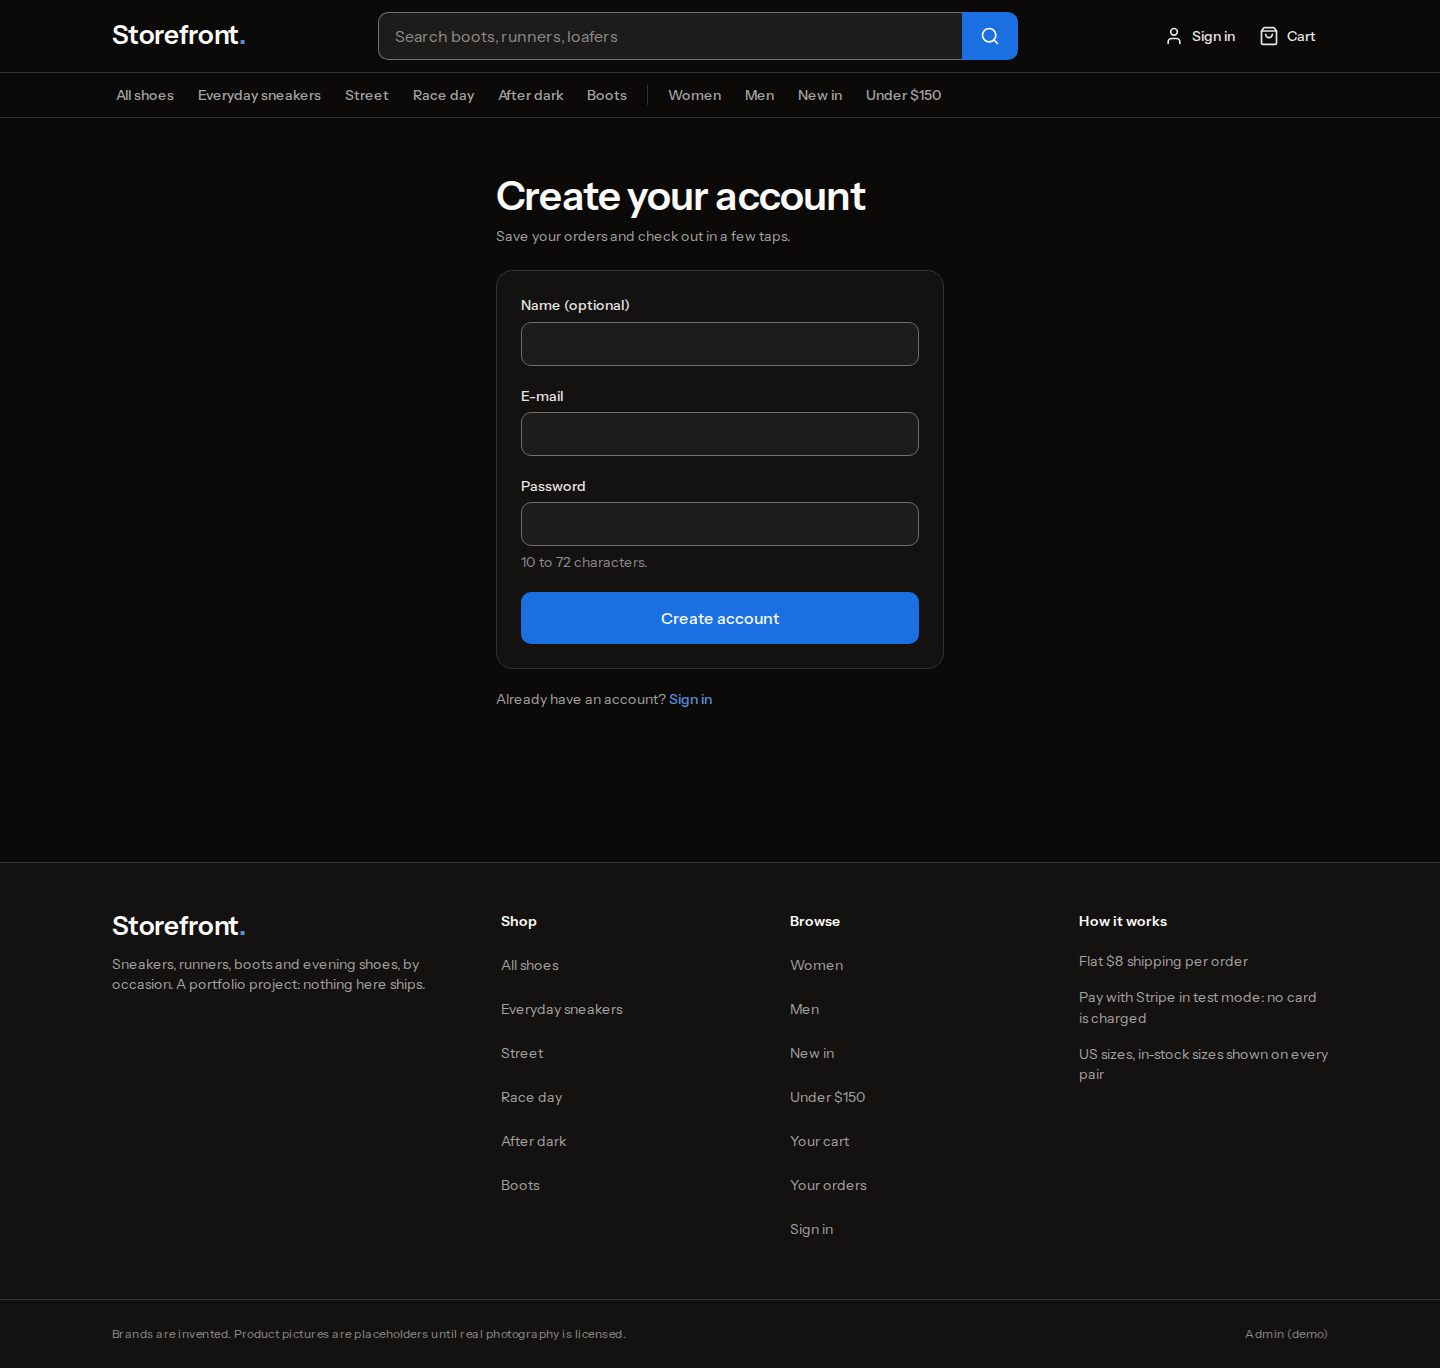 Storefront.
Search boots, runners, loafers
Sign in
Cart
All shoes
Everyday sneakers
Street
Race day
After dark
Boots
Women
Men
New in
Under $150
Create your account
Save your orders and check out in a few taps.
Name (optional)
E-mail
Password
10 to 72 characters.
Create account
Already have an account? Sign in
Storefront.
Sneakers, runners, boots and evening shoes, by
occasion. A portfolio project: nothing here ships.
Shop
All shoes
Everyday sneakers
Street
Race day
After dark
Boots
Browse
Women
Men
New in
Under $150
Your cart
Your orders
Sign in
How it works
Flat $8 shipping per order
Pay with Stripe in test mode: no card
is charged
US sizes, in-stock sizes shown on every
pair
Brands are invented. Product pictures are placeholders until real photography is licensed.
Admin (demo)